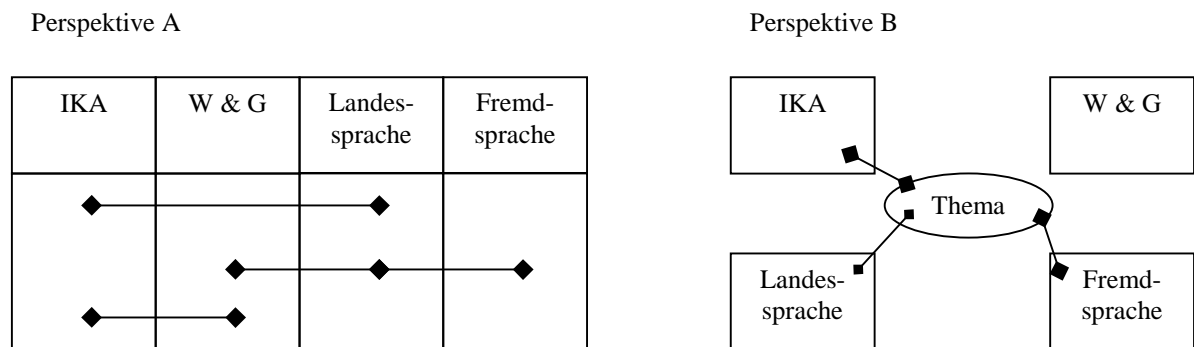 Perspektive A
Perspektive B
IKA
W & G
Landes-
sprache
Fremd-
sprache
IKA
W & G
Thema
Landes-
sprache
Fremd-
sprache